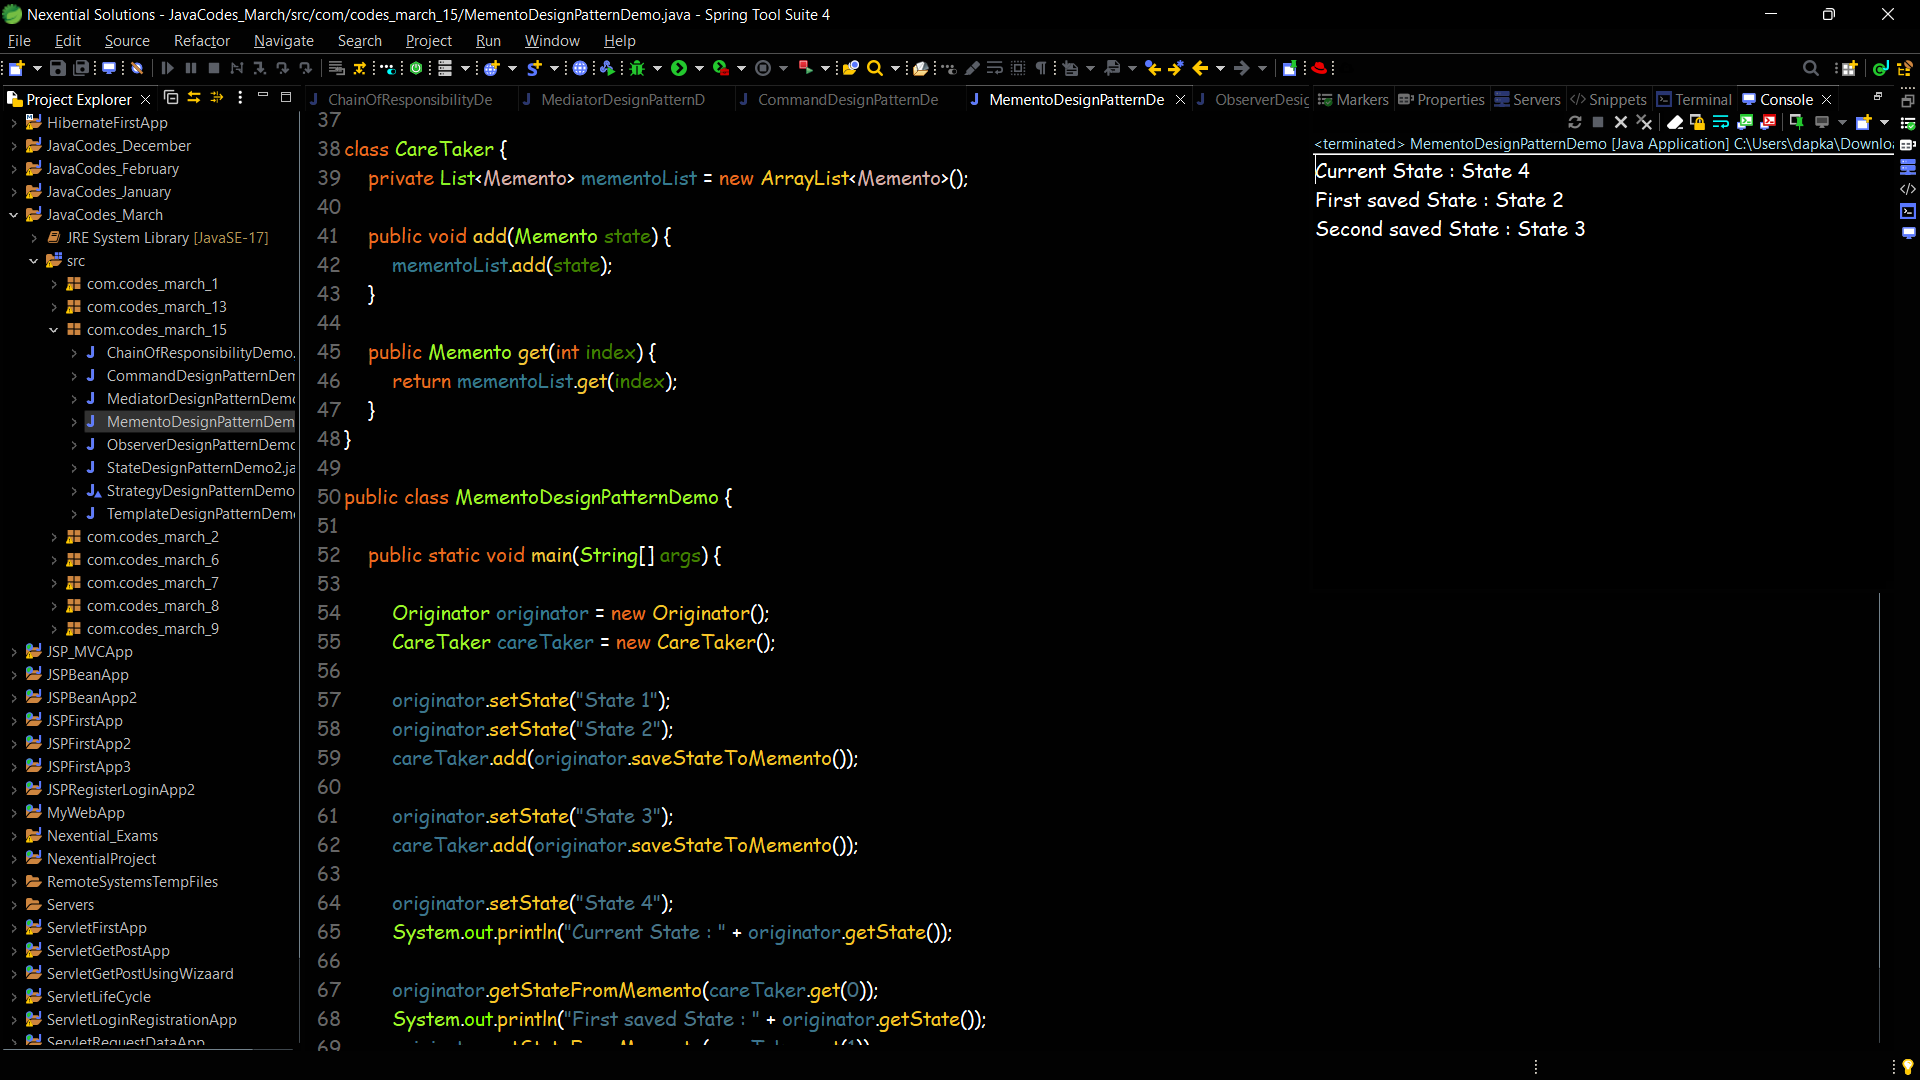 Nexential Solutions - JavaCodes_March/src/com/codes_march_15/MementoDesignPatternDemo.java - Spring Tool Suite 4
File Edit Source Refactor Navigate Search Project Run Window Help
Project Explorer
HibernateFirstApp
JavaCodes_December
JavaCodes_February
JavaCodes_January
JavaCodes_March
JRE System Library [JavaSE-17]
src
com.codes_march_1
com.codes_march_13
com.codes_march_15
ChainOfResponsibilityDemo.
CommandDesignPatternDem
MediatorDesignPatternDemo
MementoDesignPatternDem
ObserverDesignPatternDemo
StateDesignPatternDemo2.ja
StrategyDesignPatternDemo
TemplateDesignPatternDem
com.codes_march_2
com.codes_march_6
com.codes_march_7
com.codes_march_8
com.codes_march_9
JSP_MVCApp
JSPBeanApp
JSPBeanApp2
JSPFirstApp
JSPFirstApp2
JSPFirstApp3
JSPRegisterLoginApp2
MyWebApp
Nexential_Exams
NexentialProject
RemoteSystemsTempFiles
Servers
ServletFirstApp
ServletGetPostApp
ServletGetPostUsingWizaard
ServletLifeCycle
ServletLoginRegistrationApp
ServletRequestDataApp
ChainOfResponsibilityDe MediatorDesignPatternD CommandDesignPatternDe MementoDesignPatternDe ObserverDesig
37
38 class CareTaker {
39 private List<Memento> mementoList = new ArrayList<Memento>();
40
41 public void add(Memento state) {
42 mementoList.add(state);
43 }
44
45 public Memento get(int index) {
46 return mementoList.get(index);
47 }
48 }
49
50 public class MementoDesignPatternDemo {
51
52 public static void main(String[] args) {
53
54 Originator originator = new Originator();
55 CareTaker careTaker = new CareTaker();
56
57 originator.setState("State 1");
58 originator.setState("State 2");
59 careTaker.add(originator.saveStateToMemento());
60
61 originator.setState("State 3");
62 careTaker.add(originator.saveStateToMemento());
63
64 originator.setState("State 4");
65 System.out.println("Current State : " + originator.getState());
66
67 originator.getStateFromMemento(careTaker.get(0));
68 System.out.println("First saved State : " + originator.getState());
69
Markers Properties Servers Snippets Terminal Console
<terminated> MementoDesignPatternDemo [Java Application] C:\Users\dapka\Downlo
Current State : State 4
First saved State : State 2
Second saved State : State 3